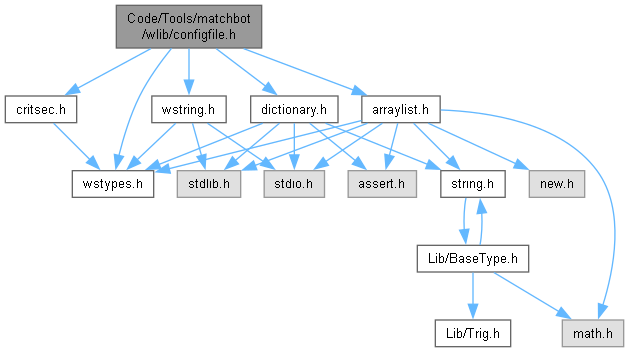 Code/Tools/matchbot
/wlib/configfile.h
critsec.h
wstring.h
dictionary.h
arraylist.h
wstypes.h
stdlib.h
stdio.h
assert.h
string.h
new.h
Lib/BaseType.h
Lib/Trig.h
math.h